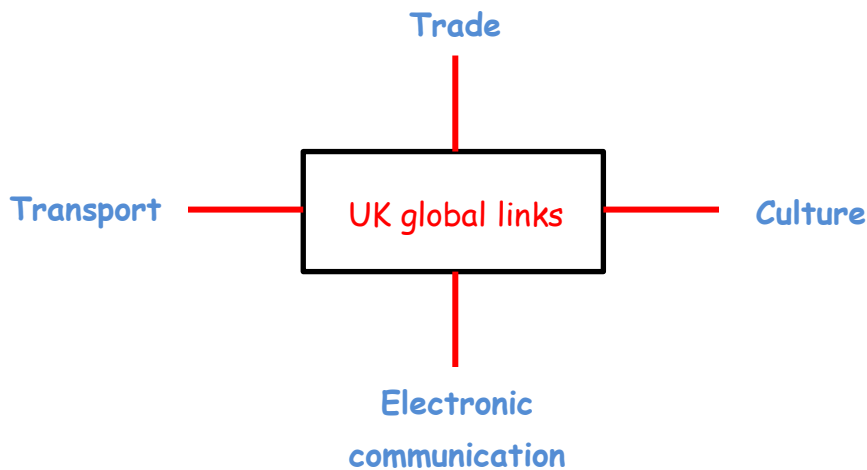 Trade
Transport
UK global links
Culture
Electronic
communication